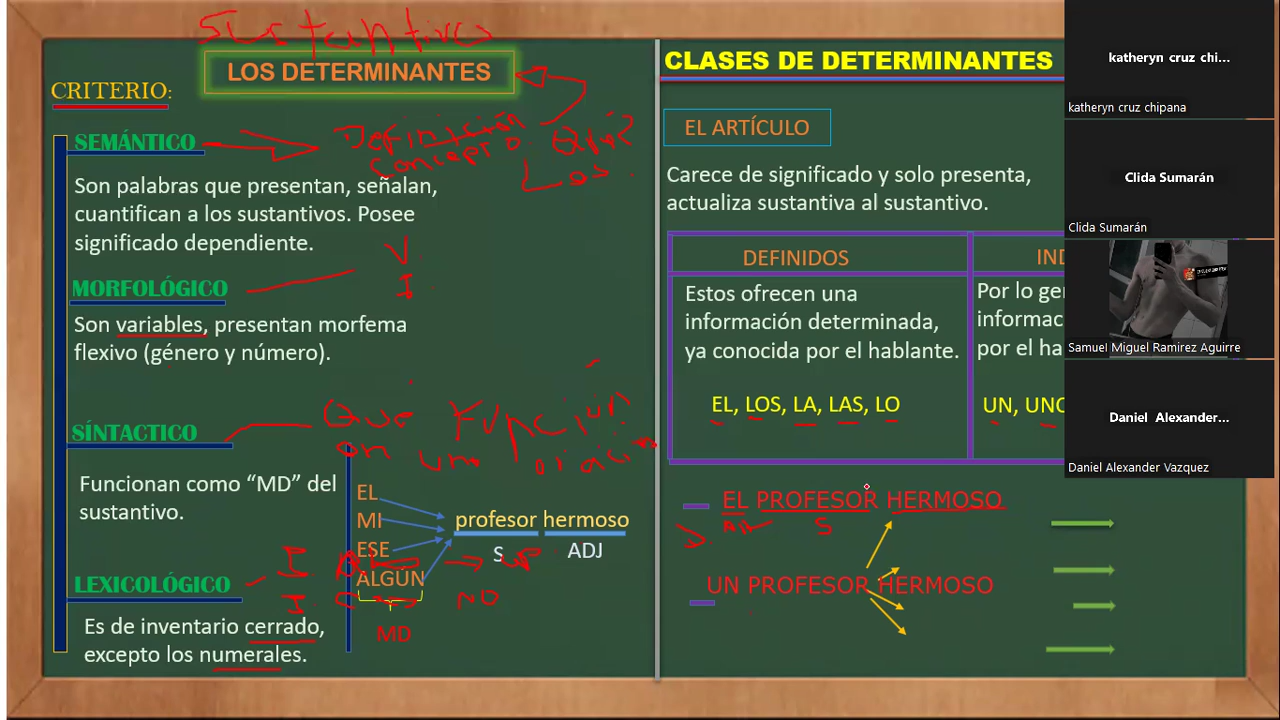 Sustantivo
LOS DETERMINANTES
CRITERIO:
SEMÁNTICO
Definición
concepto
Qué?
Los
Son palabras que presentan, señalan,
cuantifican a los sustantivos. Posee
significado dependiente.
V
I
MORFOLÓGICO
Son variables, presentan morfema
flexivo (género y número).
SÍNTACTICO
Que función
en una oración
Funcionan como “MD” del
sustantivo.
EL
MI
ESE
ALGÚN
MD
profesor hermoso
S ADJ
LEXICOLÓGICO
I
I
NO
Es de inventario cerrado,
excepto los numerales.
CLASES DE DETERMINANTES
EL ARTÍCULO
Carece de significado y solo presenta,
actualiza sustantiva al sustantivo.
DEFINIDOS
Estos ofrecen una
información determinada,
ya conocida por el hablante.
EL, LOS, LA, LAS, LO
IND
Por lo gen
informac
por el ha
UN, UNO
EL PROFESOR HERMOSO
S
UN PROFESOR HERMOSO
katheryn cruz chi...
katheryn cruz chipana
Clida Sumarán
Clida Sumarán
Samuel Miguel Ramirez Aguirre
Daniel Alexander...
Daniel Alexander Vazquez